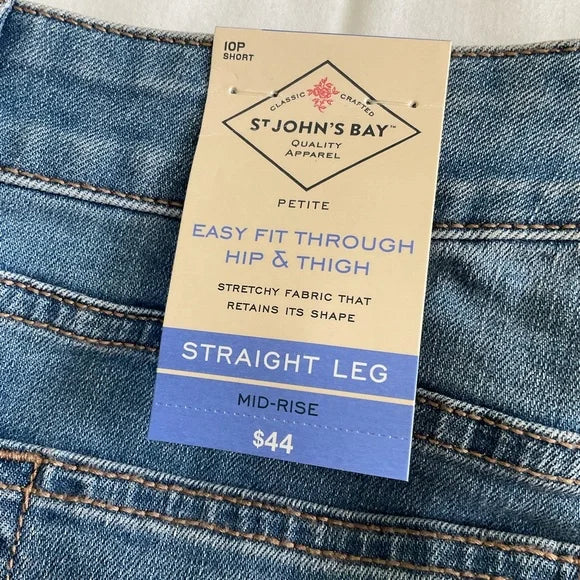 10P
SHORT
CLASSIC CRAFTED
ST JOHN'S BAY™
QUALITY
APPAREL
PETITE
EASY FIT THROUGH
HIP & THIGH
STRETCHY FABRIC THAT
RETAINS ITS SHAPE
STRAIGHT LEG
MID-RISE
$44